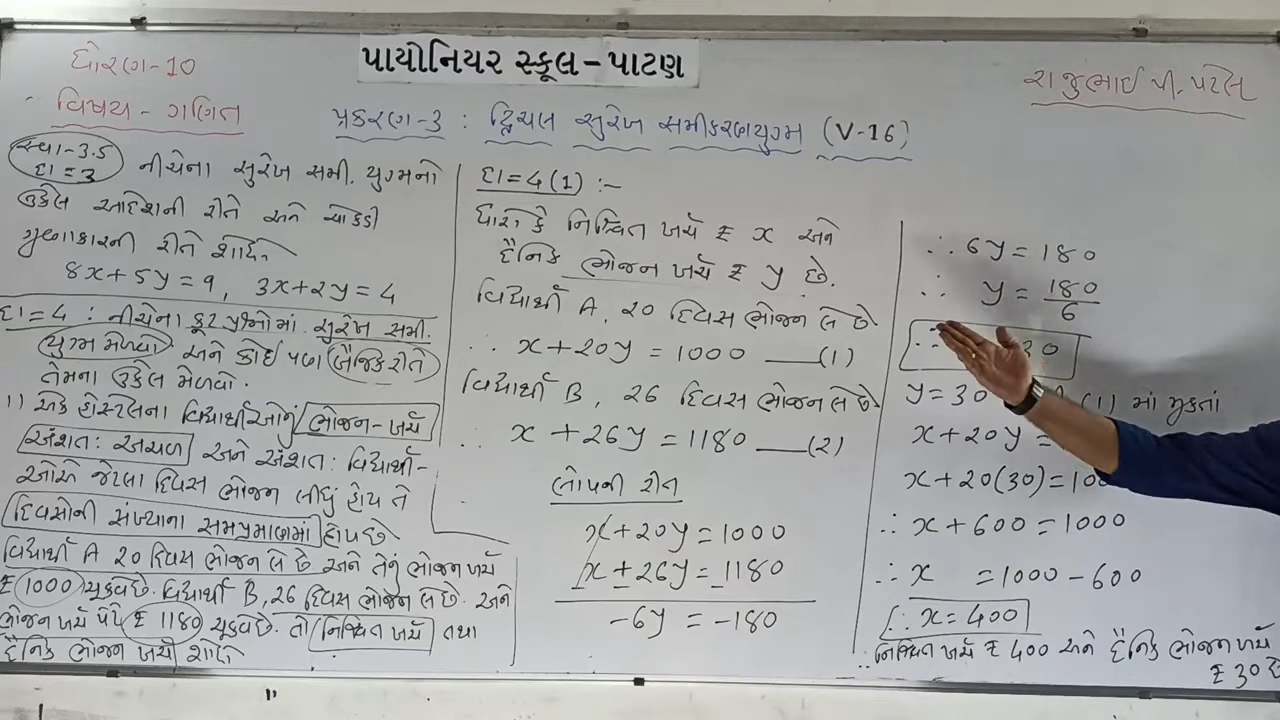 પાયોનિયર સ્કૂલ - પાટણ
ધોરણ-10
રાજુભાઈ પી. પટેલ
વિષય - ગણિત
પ્રકરણ-3 : દ્વિચલ સુરેખ સમીકરણયુગ્મ (V-16)
સ્વા-3.5
દા=3 નીચેના સુરેખ સમી. યુગ્મનો
ઉકેલ આદેશની રીતે અને ચોકડી
ગુણાકારની રીતે શોધો.
8x+5y=9, 3x+2y=4
દા=4 : નીચેના કૂટપ્રશ્નોમાં સુરેખ સમી.
યુગ્મ મેળવો અને કોઈ પણ બૈજિક રીતે
તેમના ઉકેલ મેળવો.
1) એક હોસ્ટેલના વિદ્યાર્થીઓનું ભોજન-ખર્ચ
અંશત: અચળ અને અંશત: વિદ્યાર્થી-
ઓએ જેટલા દિવસ ભોજન લીધું હોય તે
દિવસોની સંખ્યાના સમપ્રમાણમાં હોય છે
વિદ્યાર્થી A 20 દિવસ ભોજન લે છે અને તેનું ભોજન ખર્ચ
₹ 1000 ચૂકવે છે. વિદ્યાર્થી B, 26 દિવસ ભોજન લે છે. અને
ભોજન ખર્ચ પેટે ₹ 1180 ચૂકવે છે. તો નિશ્ચિત ખર્ચ તથા
દૈનિક ભોજન ખર્ચ શોધો
દા=4(1) :-
ધારો કે નિશ્ચિત ખર્ચ ₹ x અને
દૈનિક ભોજન ખર્ચ ₹ y છે.
વિદ્યાર્થી A, 20 દિવસ ભોજન લે છે
∴ x+20y = 1000 —(1)
વિદ્યાર્થી B, 26 દિવસ ભોજન લે છે
∴ x+26y = 1180 —(2)
લોપની રીત
x+20y = 1000
x+26y = 1180
- - -
-6y = -180
∴ 6y = 180
∴ y = 180/6
∴ 30
y=30 (1) માં મુકતાં
x+20y =
x+20(30)=100
∴ x+600 = 1000
∴ x = 1000-600
∴ x=400
∴ નિશ્ચિત ખર્ચ ₹ 400 અને દૈનિક ભોજન ખર્ચ
₹ 30 છે